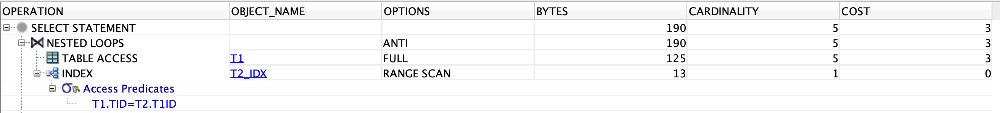 OPERATION OBJECT_NAME OPTIONS BYTES CARDINALITY COST
SELECT STATEMENT 190 5 3
NESTED LOOPS ANTI 190 5 3
TABLE ACCESS T1 FULL 125 5 3
INDEX T2_IDX RANGE SCAN 13 1 0
Access Predicates
T1.TID=T2.T1ID